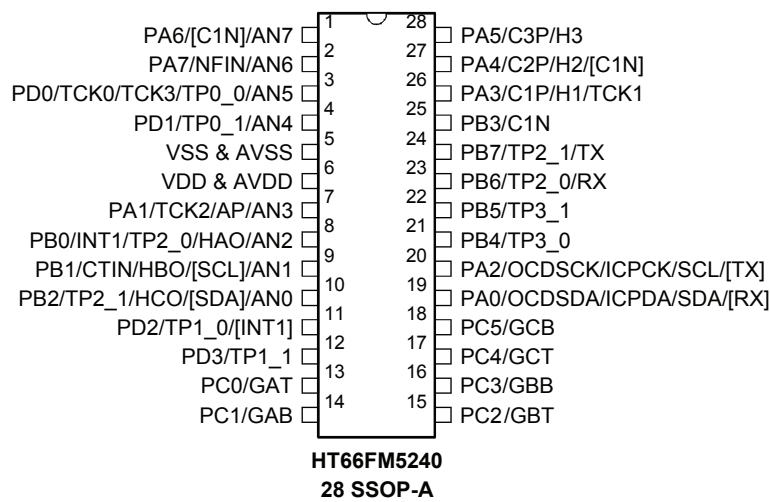 PA6/[C1N]/AN7 1 28 PA5/C3P/H3
PA7/NFIN/AN6 2 27 PA4/C2P/H2/[C1N]
PD0/TCK0/TCK3/TP0_0/AN5 3 26 PA3/C1P/H1/TCK1
PD1/TP0_1/AN4 4 25 PB3/C1N
VSS & AVSS 5 24 PB7/TP2_1/TX
VDD & AVDD 6 23 PB6/TP2_0/RX
PA1/TCK2/AP/AN3 7 22 PB5/TP3_1
PB0/INT1/TP2_0/HAO/AN2 8 21 PB4/TP3_0
PB1/CTIN/HBO/[SCL]/AN1 9 20 PA2/OCDSCK/ICPCK/SCL/[TX]
PB2/TP2_1/HCO/[SDA]/AN0 10 19 PA0/OCDSDA/ICPDA/SDA/[RX]
PD2/TP1_0/[INT1] 11 18 PC5/GCB
PD3/TP1_1 12 17 PC4/GCT
PC0/GAT 13 16 PC3/GBB
PC1/GAB 14 15 PC2/GBT
HT66FM5240
28 SSOP-A